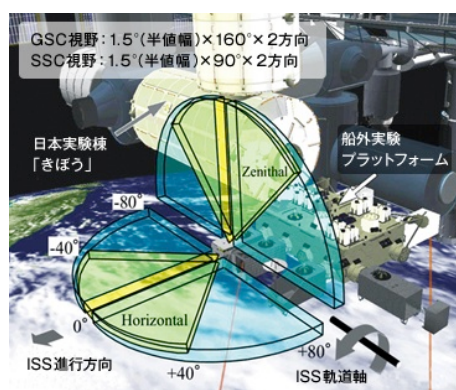 GSC視野：1.5°(半値幅)×160°×2方向
SSC視野：1.5°(半値幅)×90°×2方向
日本実験棟
「きぼう」
船外実験
プラットフォーム
Zenithal
-80°
-40°
0°
Horizontal
+40°
+80°
ISS進行方向
ISS軌道軸